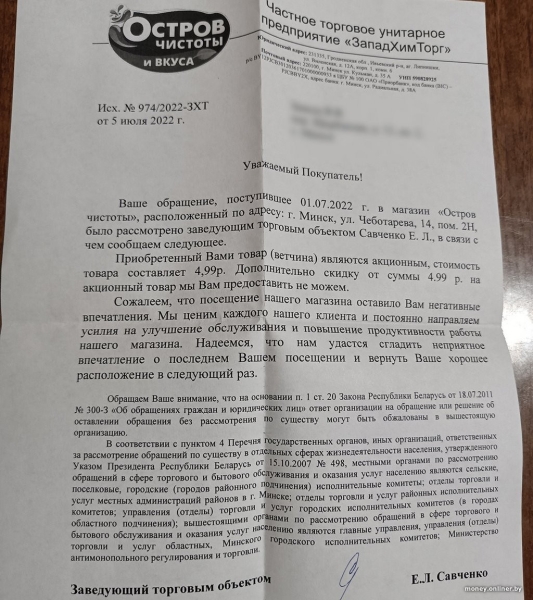 ОСТРОВ
ЧИСТОТЫ
И ВКУСА
Частное торговое унитарное
предприятие «ЗападХимТорг»
Исх. № 974/2022-ЗХТ
от 5 июля 2022 г.
Уважаемый Покупатель!
Ваше обращение, поступившее 01.07.2022 г. в магазин «Остров
чистоты», расположенный по адресу: г. Минск, ул. Чеботарева, 14, пом. 2Н,
было рассмотрено заведующим торговым объектом Савченко Е. Л., в связи с
чем сообщаем следующее.
Приобретенный Вами товар (ветчина) являются акционным, стоимость
товара составляет 4,99р. Дополнительно скидку от суммы 4.99 р. на
акционный товар мы Вам предоставить не можем.
Сожалеем, что посещение нашего магазина оставило Вам негативные
впечатления. Мы ценим каждого нашего клиента и постоянно направляем
усилия на улучшение обслуживания и повышение продуктивности работы
нашего магазина. Надеемся, что нам удастся сгладить неприятное
впечатление о последнем Вашем посещении и вернуть Ваше хорошее
расположение в следующий раз.
Обращаем Ваше внимание, что на основании п. 1 ст. 20 Закона Республики Беларусь от 18.07.2011
№ 300-З «Об обращениях граждан и юридических лиц» ответ организации на обращение или решение об
оставлении обращения без рассмотрения по существу могут быть обжалованы в вышестоящую
организацию.
В соответствии с пунктом 4 Перечня государственных органов, иных организаций, ответственных
за рассмотрение обращений по существу в отдельных сферах жизнедеятельности населения, утвержденного
Указом Президента Республики Беларусь от 15.10.2007 № 498, местными органами по рассмотрению
обращений в сфере торгового и бытового обслуживания и оказания услуг населению являются сельские,
поселковые, городские (городов районного подчинения) исполнительные комитеты; отделы торговли и
услуг местных администраций районов в г. Минске; отделы торговли и услуг районных исполнительных
комитетов; управления (отделы) торговли и услуг городских исполнительных комитетов (в городах
областного подчинения); вышестоящими органами по рассмотрению обращений в сфере торгового и
бытового обслуживания и оказания услуг населению являются главные управления, управления (отделы)
торговли и услуг областных, Минского городского исполнительных комитетов; Министерство
антимонопольного регулирования и торговли.
Заведующий торговым объектом
Е.Л. Савченко
money.onliner.by